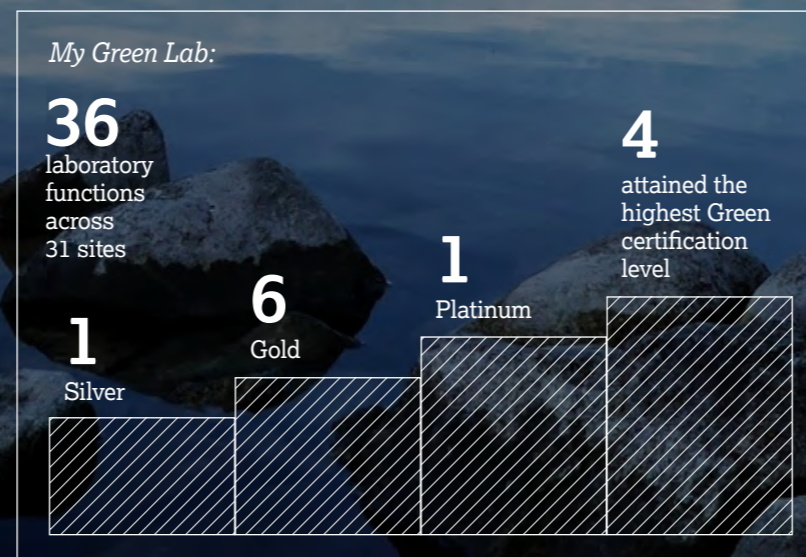 My Green Lab:
36
laboratory
functions
across
31 sites
1
Silver
6
Gold
1
Platinum
4
attained the
highest Green
certification
level